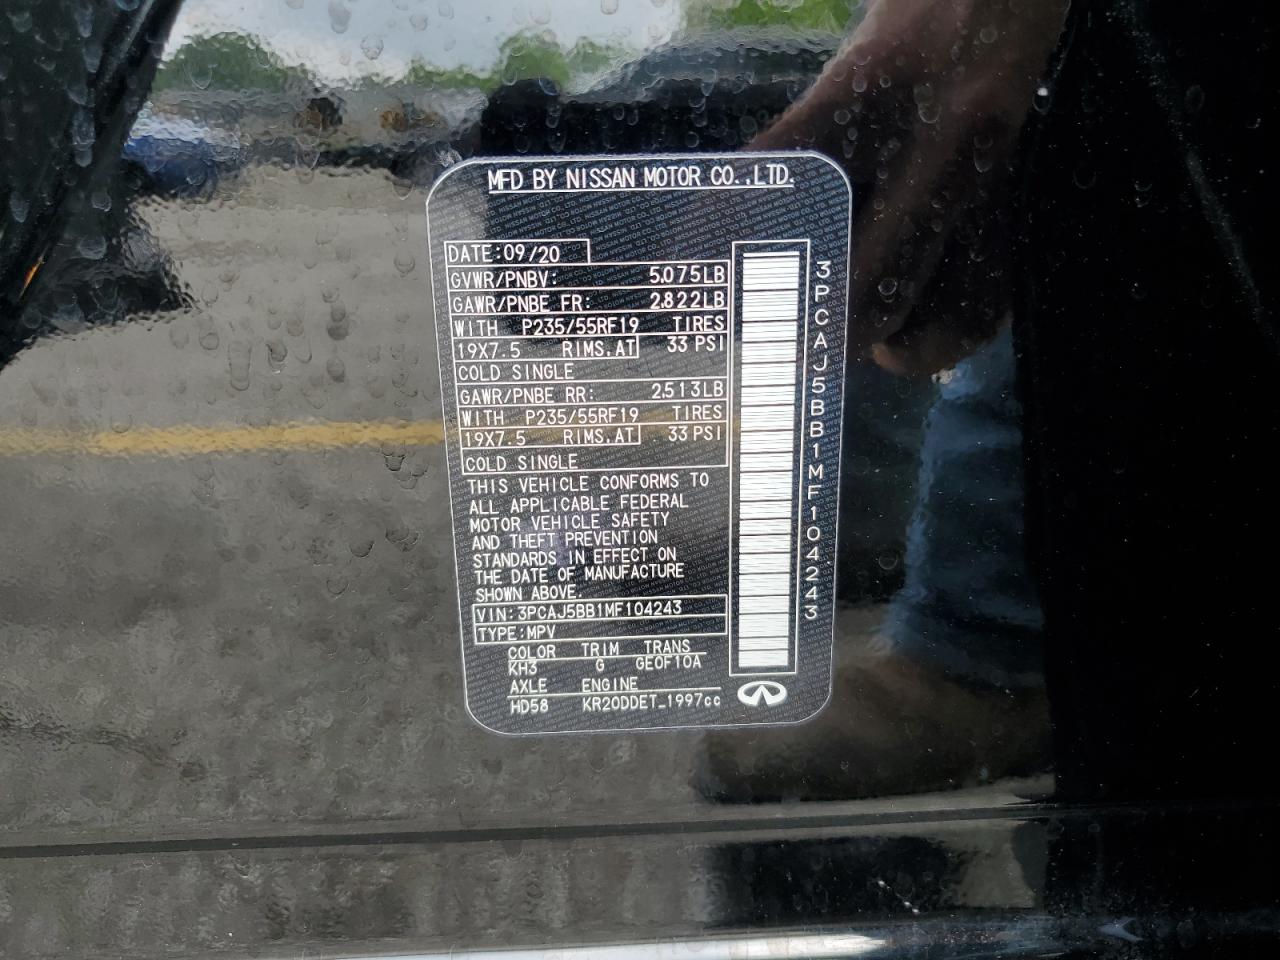 MFD BY NISSAN MOTOR CO.,LTD.
DATE:09/20
GVWR/PNBV: 5,075LB
GAWR/PNBE FR: 2,822LB
WITH P235/55RF19 TIRES
19X7.5 RIMS,AT 33 PSI
COLD SINGLE
GAWR/PNBE RR: 2,513LB
WITH P235/55RF19 TIRES
19X7.5 RIMS,AT 33 PSI
COLD SINGLE
THIS VEHICLE CONFORMS TO
ALL APPLICABLE FEDERAL
MOTOR VEHICLE SAFETY
AND THEFT PREVENTION
STANDARDS IN EFFECT ON
THE DATE OF MANUFACTURE
SHOWN ABOVE.
VIN:3PCAJ5BB1MF104243
TYPE:MPV
COLOR TRIM TRANS
KH3 G GE0F10A
AXLE ENGINE
HD58 KR20DDET_1997cc
3PCAJ5BB1MF104243